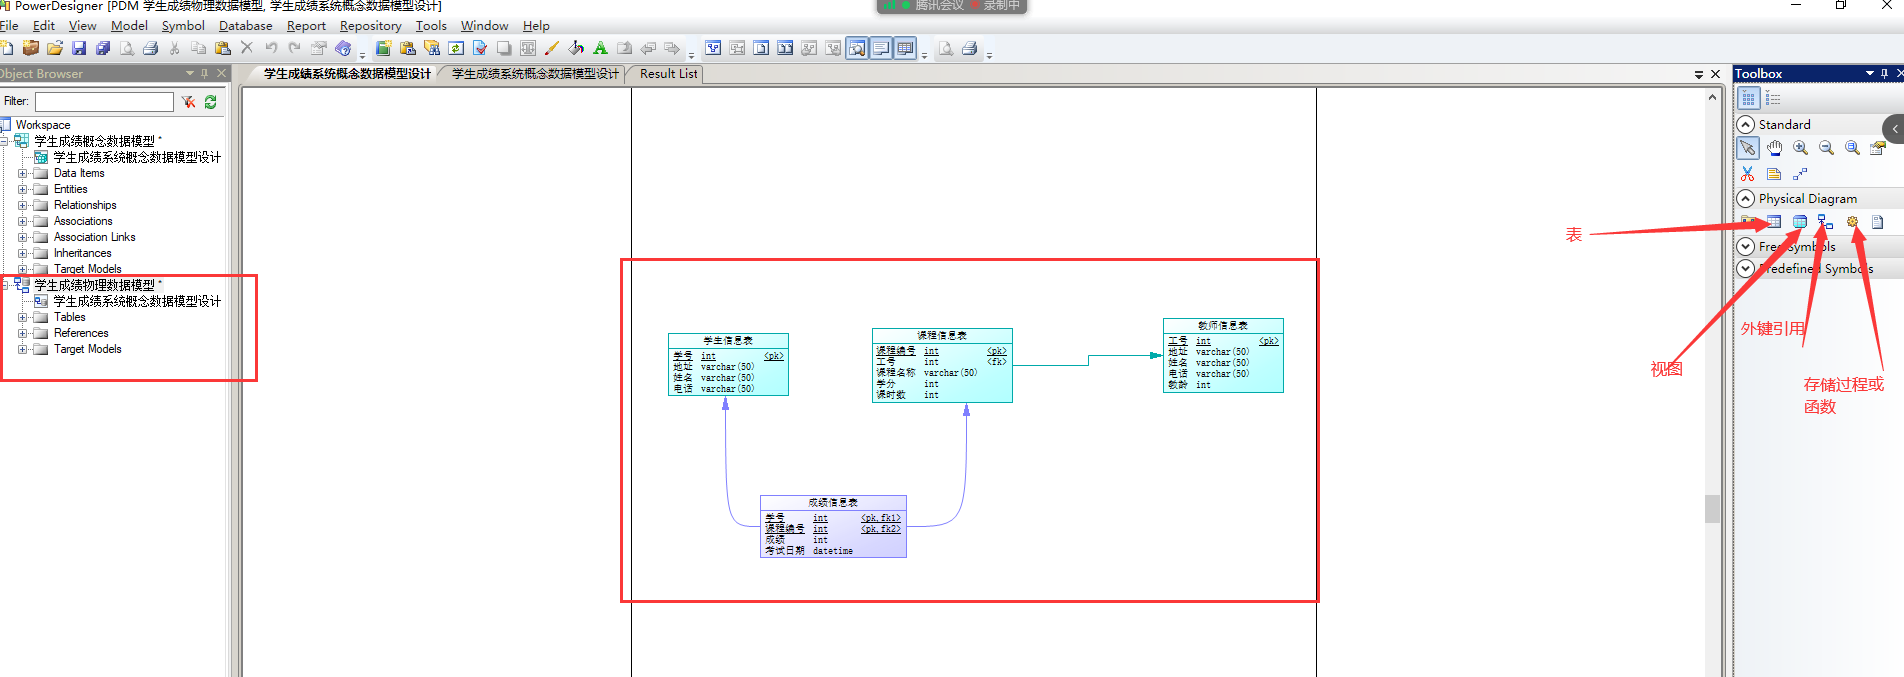 PowerDesigner [PDM 学生成绩物理数据模型, 学生成绩系统概念数据模型设计]
腾讯会议 录制中
File Edit View Model Symbol Database Report Repository Tools Window Help
Object Browser
Filter:
Workspace
学生成绩概念数据模型 *
学生成绩系统概念数据模型设计
Data Items
Entities
Relationships
Associations
Association Links
Inheritances
Target Models
学生成绩物理数据模型 *
学生成绩系统概念数据模型设计
Tables
References
Target Models
学生成绩系统概念数据模型设计 学生成绩系统概念数据模型设计 Result List
学生信息表
学号 int <pk>
地址 varchar(50)
姓名 varchar(50)
电话 varchar(50)
课程信息表
课程编号 int <pk>
工号 int <fk>
课程名称 varchar(50)
学分 int
课时数 int
教师信息表
工号 int <pk>
地址 varchar(50)
姓名 varchar(50)
电话 varchar(50)
教龄 int
成绩信息表
学号 int <pk,fk1>
课程编号 int <pk,fk2>
成绩 int
考试日期 datetime
Toolbox
Standard
Physical Diagram
Free Symbols
Predefined Symbols
表
外键引用
视图
存储过程或
函数